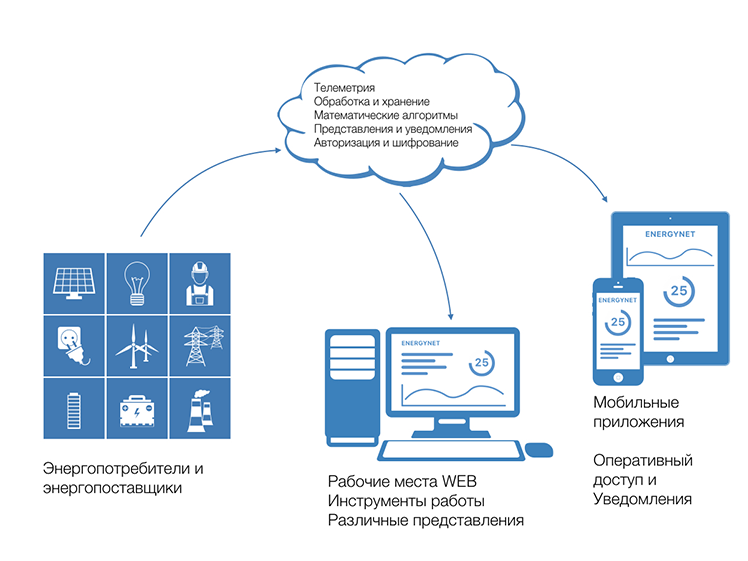 Телеметрия
Обработка и хранение
Математические алгоритмы
Представления и уведомления
Авторизация и шифрование
ENERGYNET
25
ENERGYNET
25
ENERGYNET
25
Энергопотребители и
энергопоставщики
Рабочие места WEB
Инструменты работы
Различные представления
Мобильные
приложения
Оперативный
доступ и
Уведомления